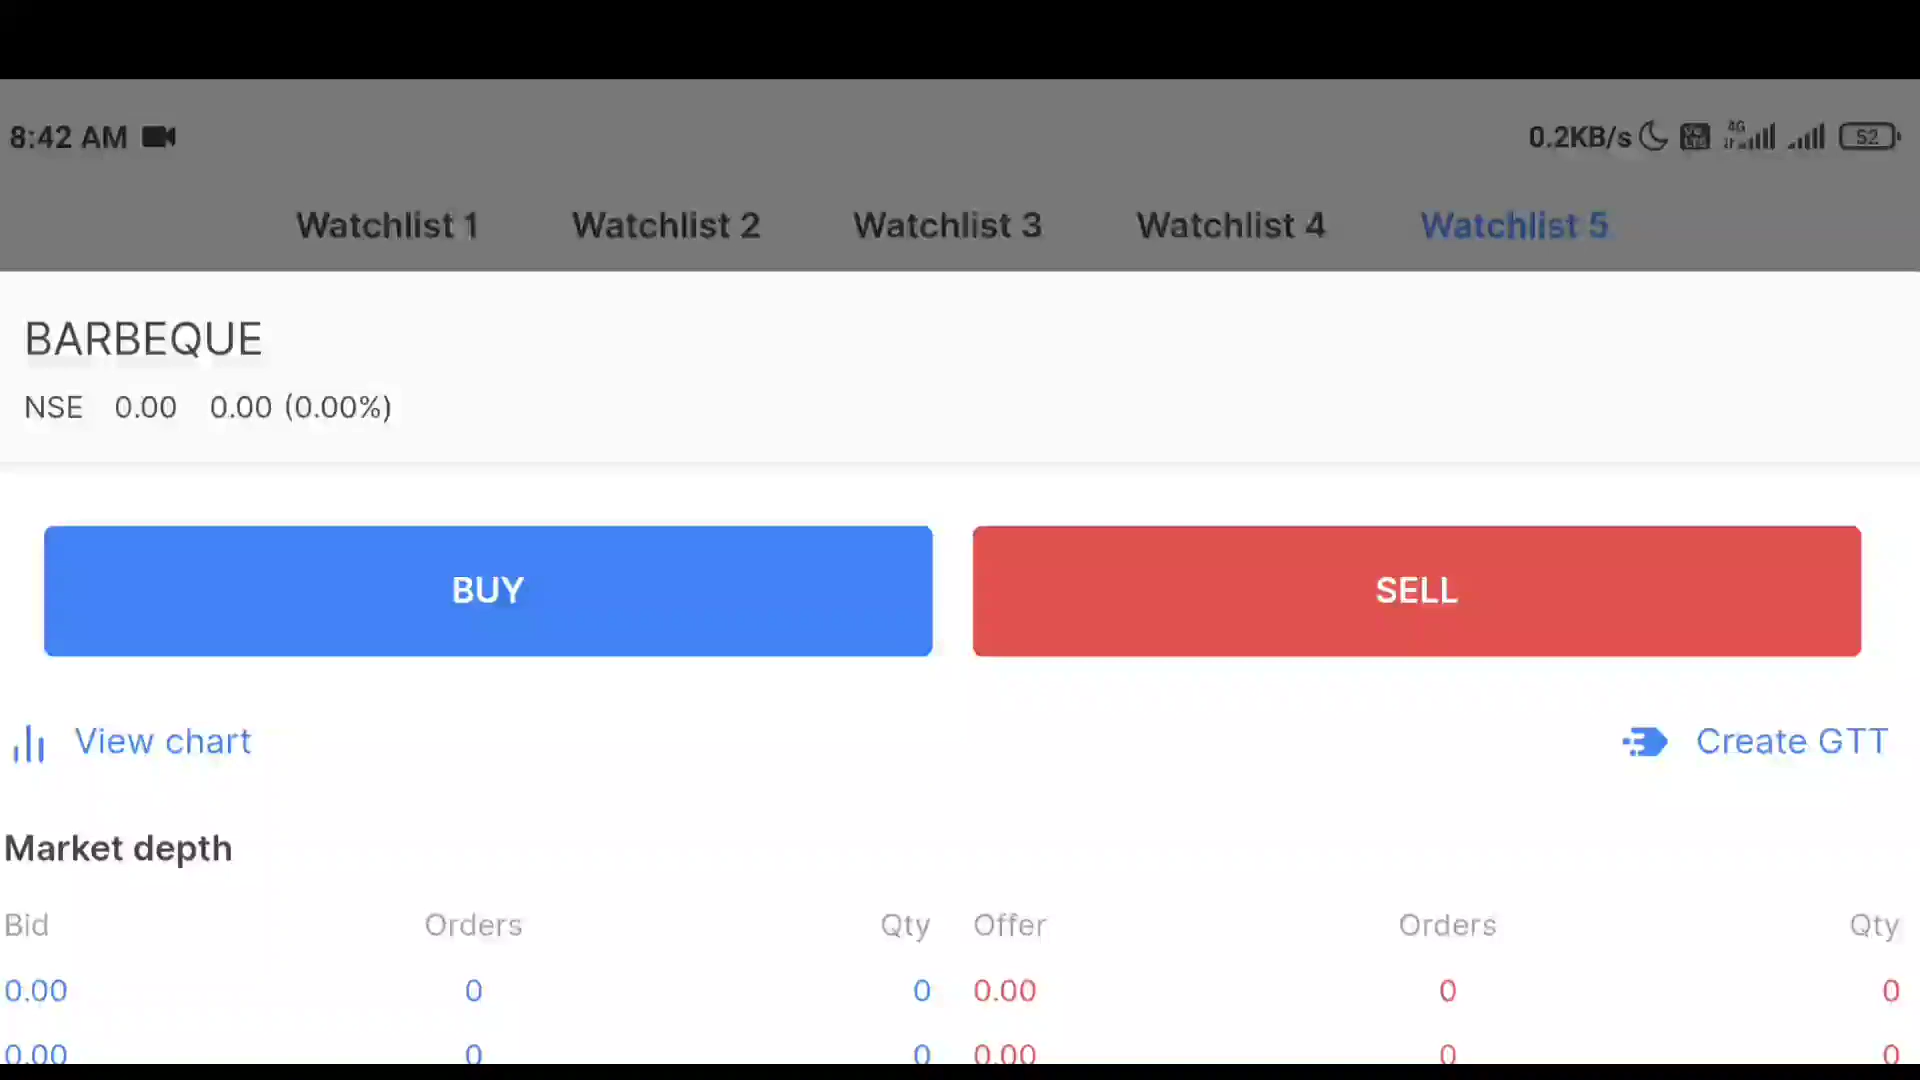 8:42 AM 0.2KB/s 4G 52
Watchlist 1 Watchlist 2 Watchlist 3 Watchlist 4 Watchlist 5
BARBEQUE
NSE 0.00 0.00 (0.00%)
BUY SELL
View chart Create GTT
Market depth
Bid Orders Qty Offer Orders Qty
0.00 0 0 0.00 0 0
0.00 0 0 0.00 0 0